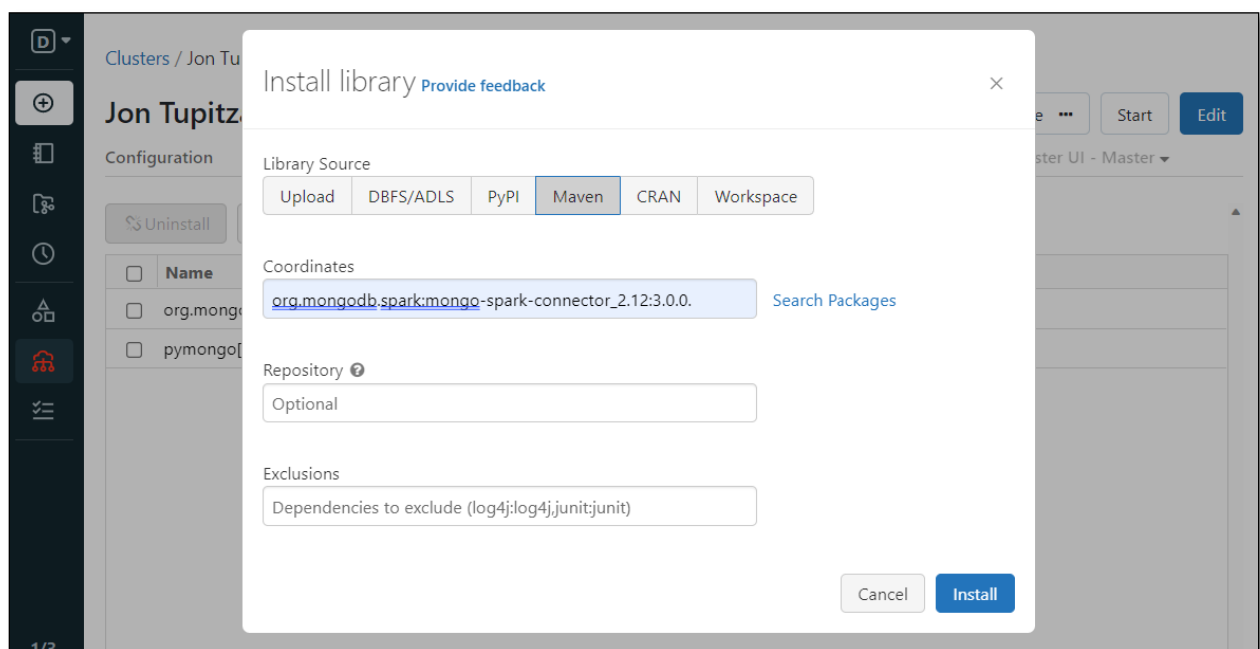 D
Clusters / Jon Tu
Install library Provide feedback
Jon Tupitz
e ••• Start Edit
Configuration
ster UI - Master
Library Source
Upload DBFS/ADLS PyPI Maven CRAN Workspace
Uninstall
Coordinates
Name
org.mongodb.spark:mongo-spark-connector_2.12:3.0.0. Search Packages
org.mongo
pymongo[
Repository ?
Optional
Exclusions
Dependencies to exclude (log4j:log4j,junit:junit)
Cancel Install
1/3